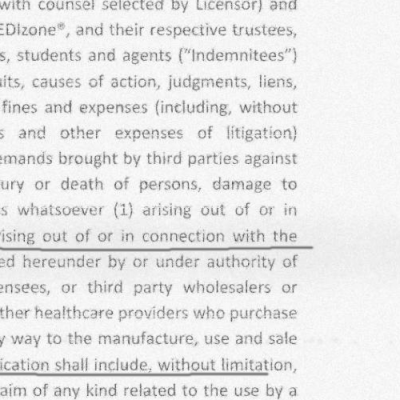 with counsel selected by Licensor) and
EDIzone®, and their respective trustees,
students and agents ("Indemnitees")
causes of action, judgments, liens,
fines and expenses (including, without
and other expenses of litigation)
emands brought by third parties against
ury or death of persons, damage to
s whatsoever (1) arising out of or in
ising out of or in connection with the
ed hereunder by or under authority of
ensees, or third party wholesalers or
ther healthcare providers who purchase
y way to the manufacture, use and sale
ication shall include, without limitation,
aim of any kind related to the use by a